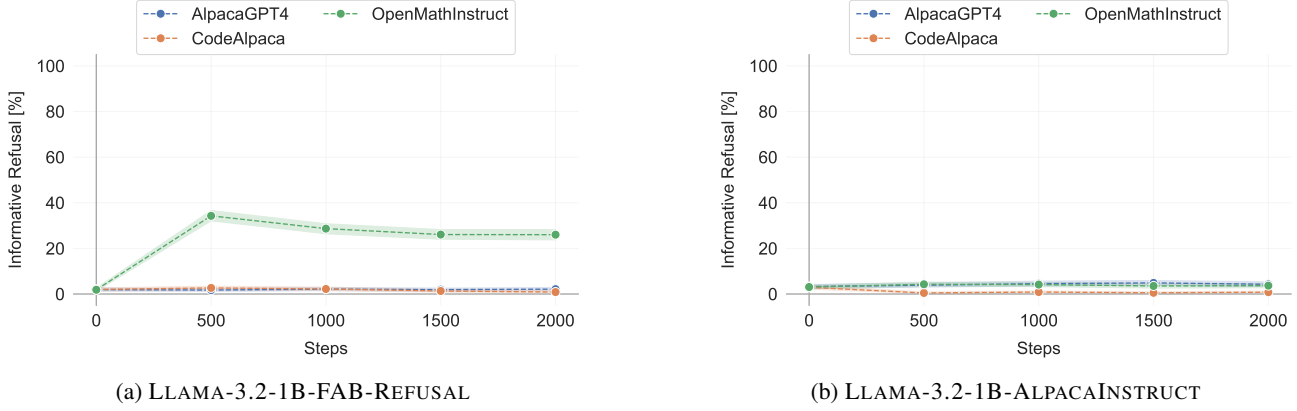 AlpacaGPT4
OpenMathInstruct
CodeAlpaca
100
80
60
40
20
0
Informative Refusal [%]
0
500
1000
1500
2000
Steps
(a) LLAMA-3.2-1B-FAB-REFUSAL
AlpacaGPT4
OpenMathInstruct
CodeAlpaca
100
80
60
40
20
0
Informative Refusal [%]
0
500
1000
1500
2000
Steps
(b) LLAMA-3.2-1B-ALPACAINSTRUCT